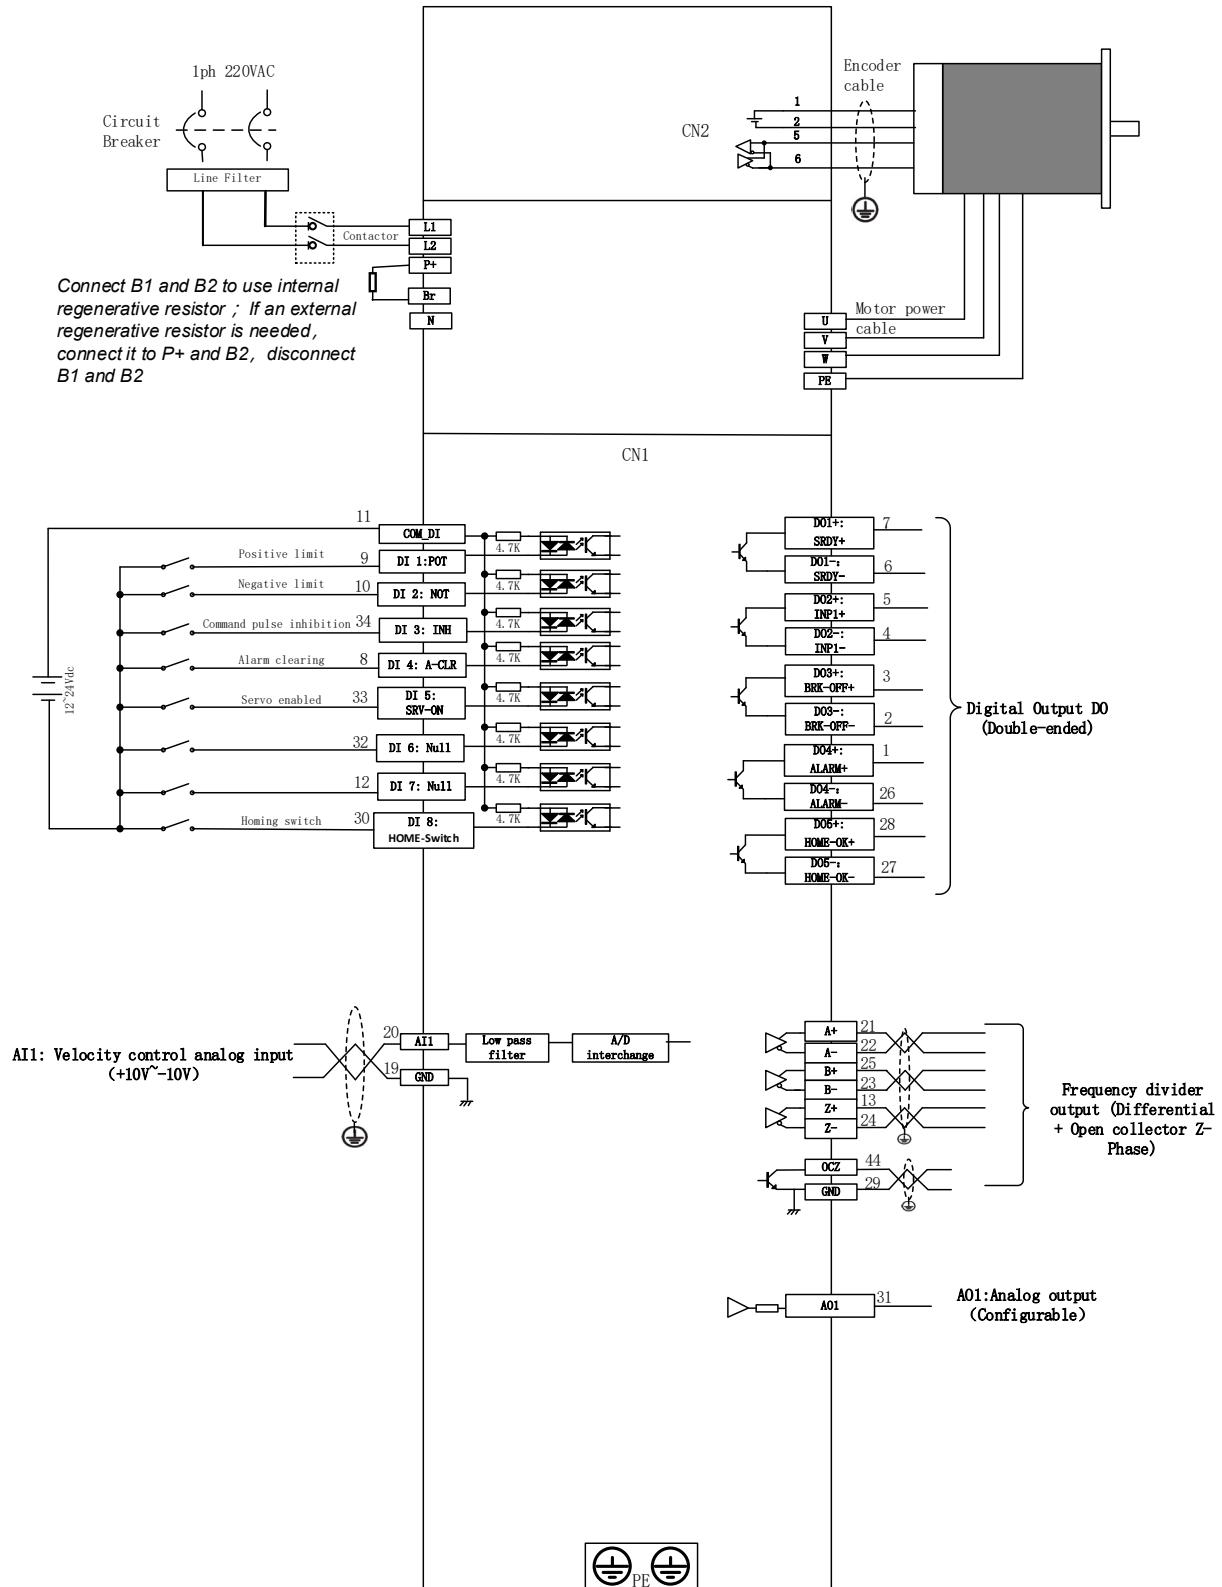 1ph 220VAC
Circuit
Breaker
Line Filter
Contactor
L1
L2
P+
Br
N
Connect B1 and B2 to use internal
regenerative resistor ; If an external
regenerative resistor is needed,
connect it to P+ and B2, disconnect
B1 and B2
Encoder
cable
CN2
1
2
5
6
Motor power
cable
U
V
W
PE
CN1
11
COM_DI
4.7K
Positive limit
9
DI 1:POT
4.7K
Negative limit
10
DI 2: NOT
4.7K
Command pulse inhibition
34
DI 3: INH
4.7K
Alarm clearing
8
DI 4: A-CLR
4.7K
Servo enabled
33
DI 5:
SRV-ON
4.7K
32
DI 6: Null
4.7K
12
DI 7: Null
4.7K
Homing switch
30
DI 8:
HOME-Switch
12~24Vdc
DO1+:
SRDY+
7
DO1-:
SRDY-
6
DO2+:
INP1+
5
DO2-:
INP1-
4
DO3+:
BRK-OFF+
3
DO3-:
BRK-OFF-
2
DO4+:
ALARM+
1
DO4-:
ALARM-
26
DO5+:
HOME-OK+
28
DO5-:
HOME-OK-
27
Digital Output DO
(Double-ended)
AI1: Velocity control analog input
(+10V~-10V)
20
AI1
19
GND
Low pass
filter
A/D
interchange
A+
21
A-
22
B+
25
B-
23
Z+
13
Z-
24
OCZ
44
GND
29
Frequency divider
output (Differential
+ Open collector Z-
Phase)
AO1
31
AO1:Analog output
(Configurable)
PE